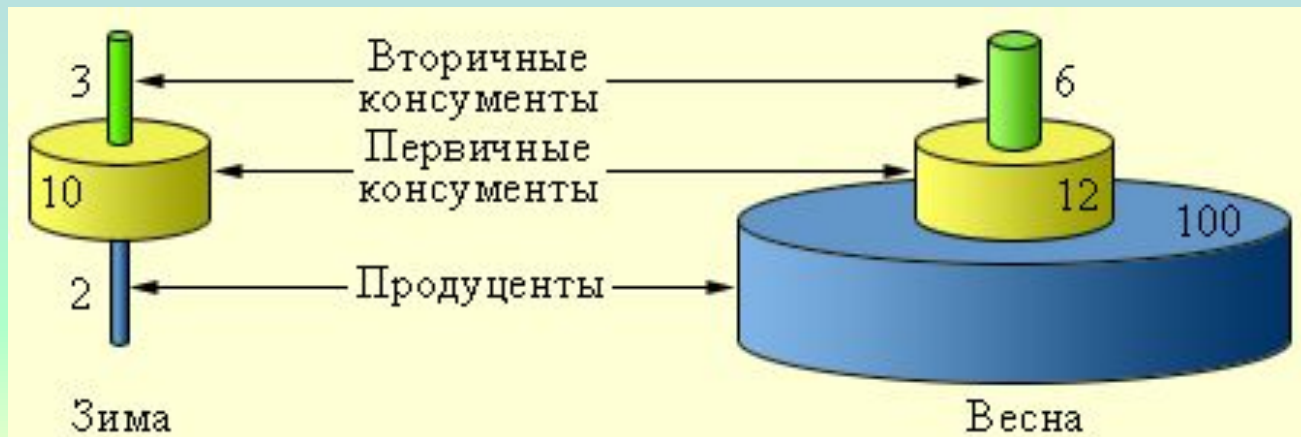 3
Вторичные
консументы
6
Первичные
консументы
10
12
100
2
Продуценты
Зима
Весна